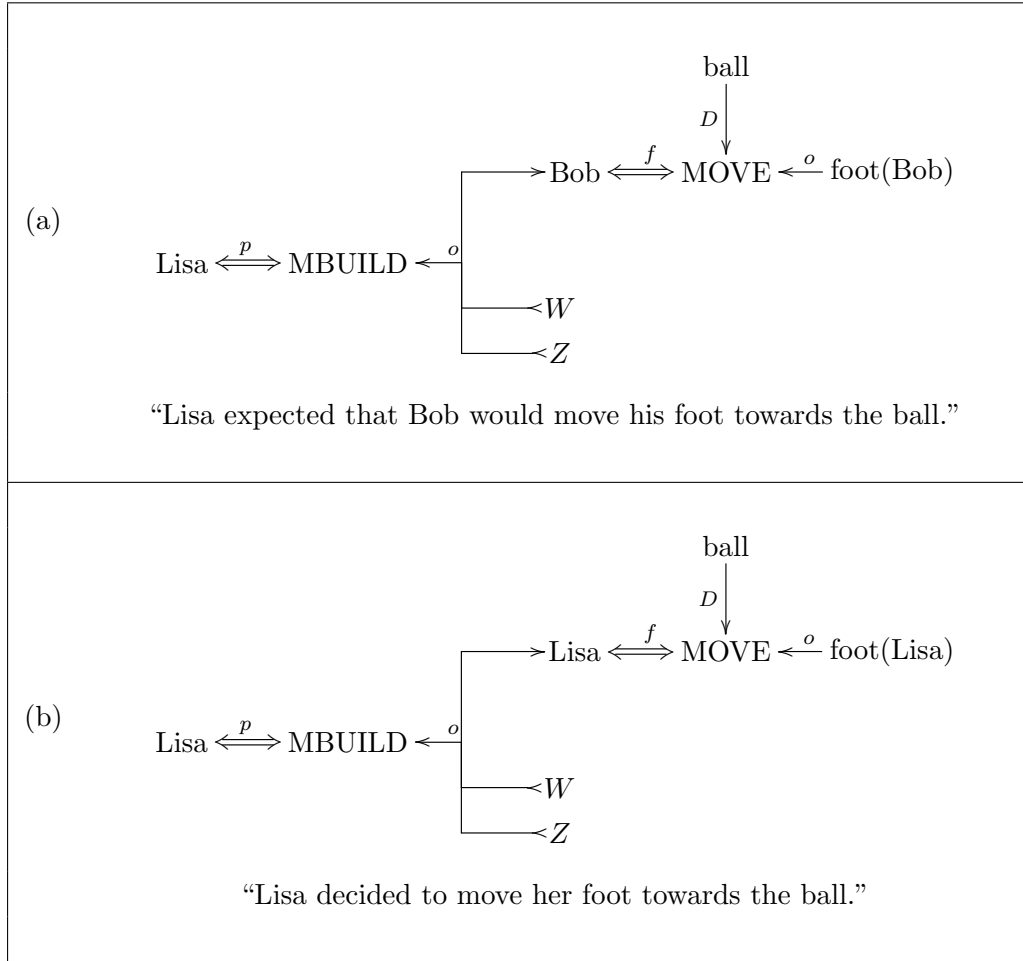 ball
D
Bob f MOVE o foot(Bob)
(a)
Lisa p MBUILD o
W
Z
“Lisa expected that Bob would move his foot towards the ball.”
ball
D
Lisa f MOVE o foot(Lisa)
(b)
Lisa p MBUILD o
W
Z
“Lisa decided to move her foot towards the ball.”